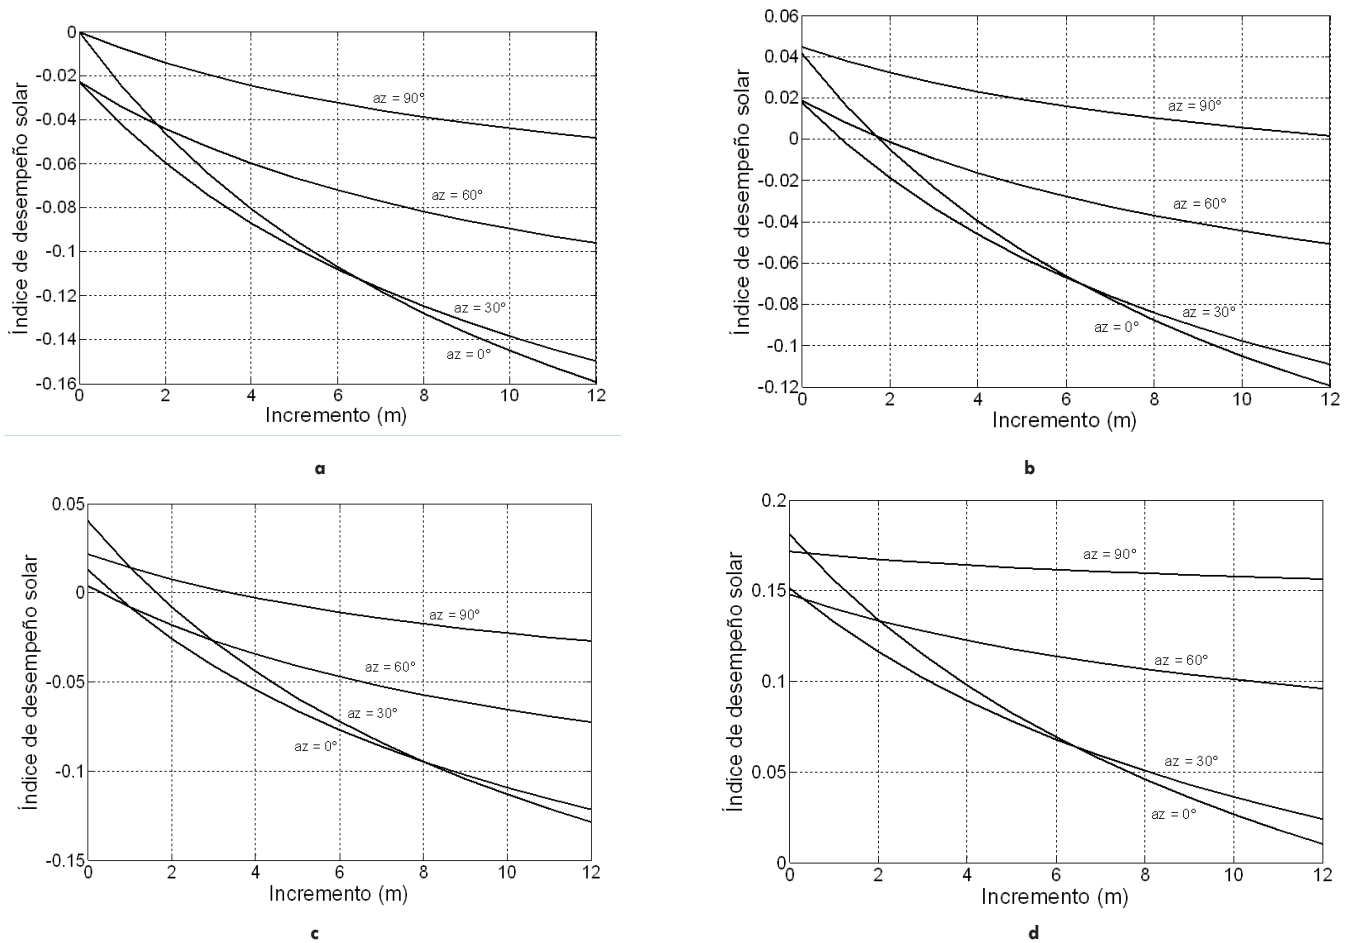 Índice de desempeño solar
0
-0.02
-0.04
-0.06
-0.08
-0.1
-0.12
-0.14
-0.16
az = 90°
az = 60°
az = 30°
az = 0°
0 2 4 6 8 10 12
Incremento (m)
a
Índice de desempeño solar
0.06
0.04
0.02
0
-0.02
-0.04
-0.06
-0.08
-0.1
-0.12
az = 90°
az = 60°
az = 30°
az = 0°
0 2 4 6 8 10 12
Incremento (m)
b
Índice de desempeño solar
0.05
0
-0.05
-0.1
-0.15
az = 90°
az = 60°
az = 30°
az = 0°
0 2 4 6 8 10 12
Incremento (m)
c
Índice de desempeño solar
0.2
0.15
0.1
0.05
0
az = 90°
az = 60°
az = 30°
az = 0°
0 2 4 6 8 10 12
Incremento (m)
d